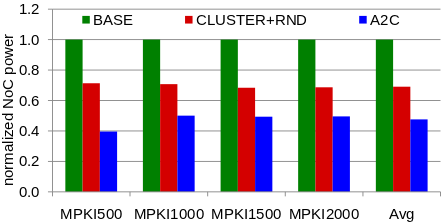 normalized NoC power
1.2
1.0
0.8
0.6
0.4
0.2
0.0
BASE CLUSTER+RND A2C
MPKI500 MPKI1000 MPKI1500 MPKI2000 Avg